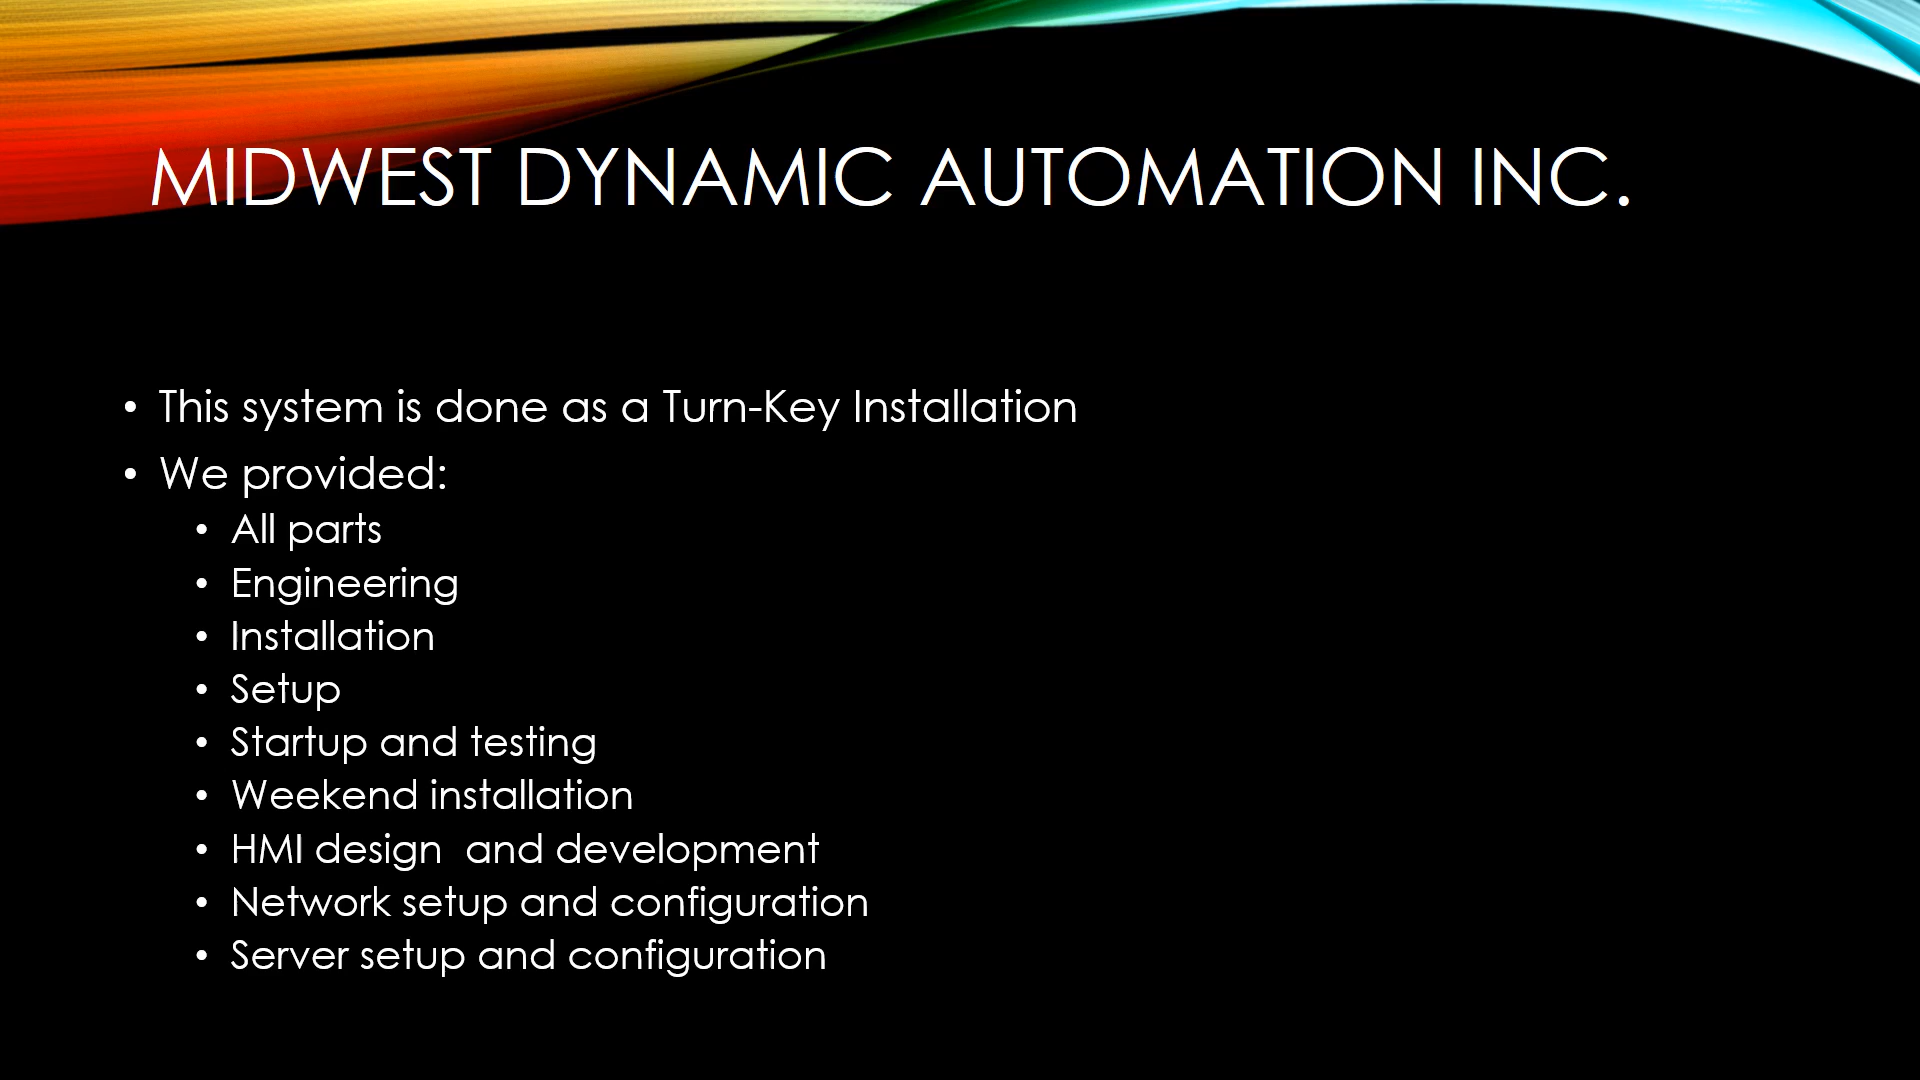 MIDWEST DYNAMIC AUTOMATION INC.
• This system is done as a Turn-Key Installation
• We provided:
• All parts
• Engineering
• Installation
• Setup
• Startup and testing
• Weekend installation
• HMI design  and development
• Network setup and configuration
• Server setup and configuration